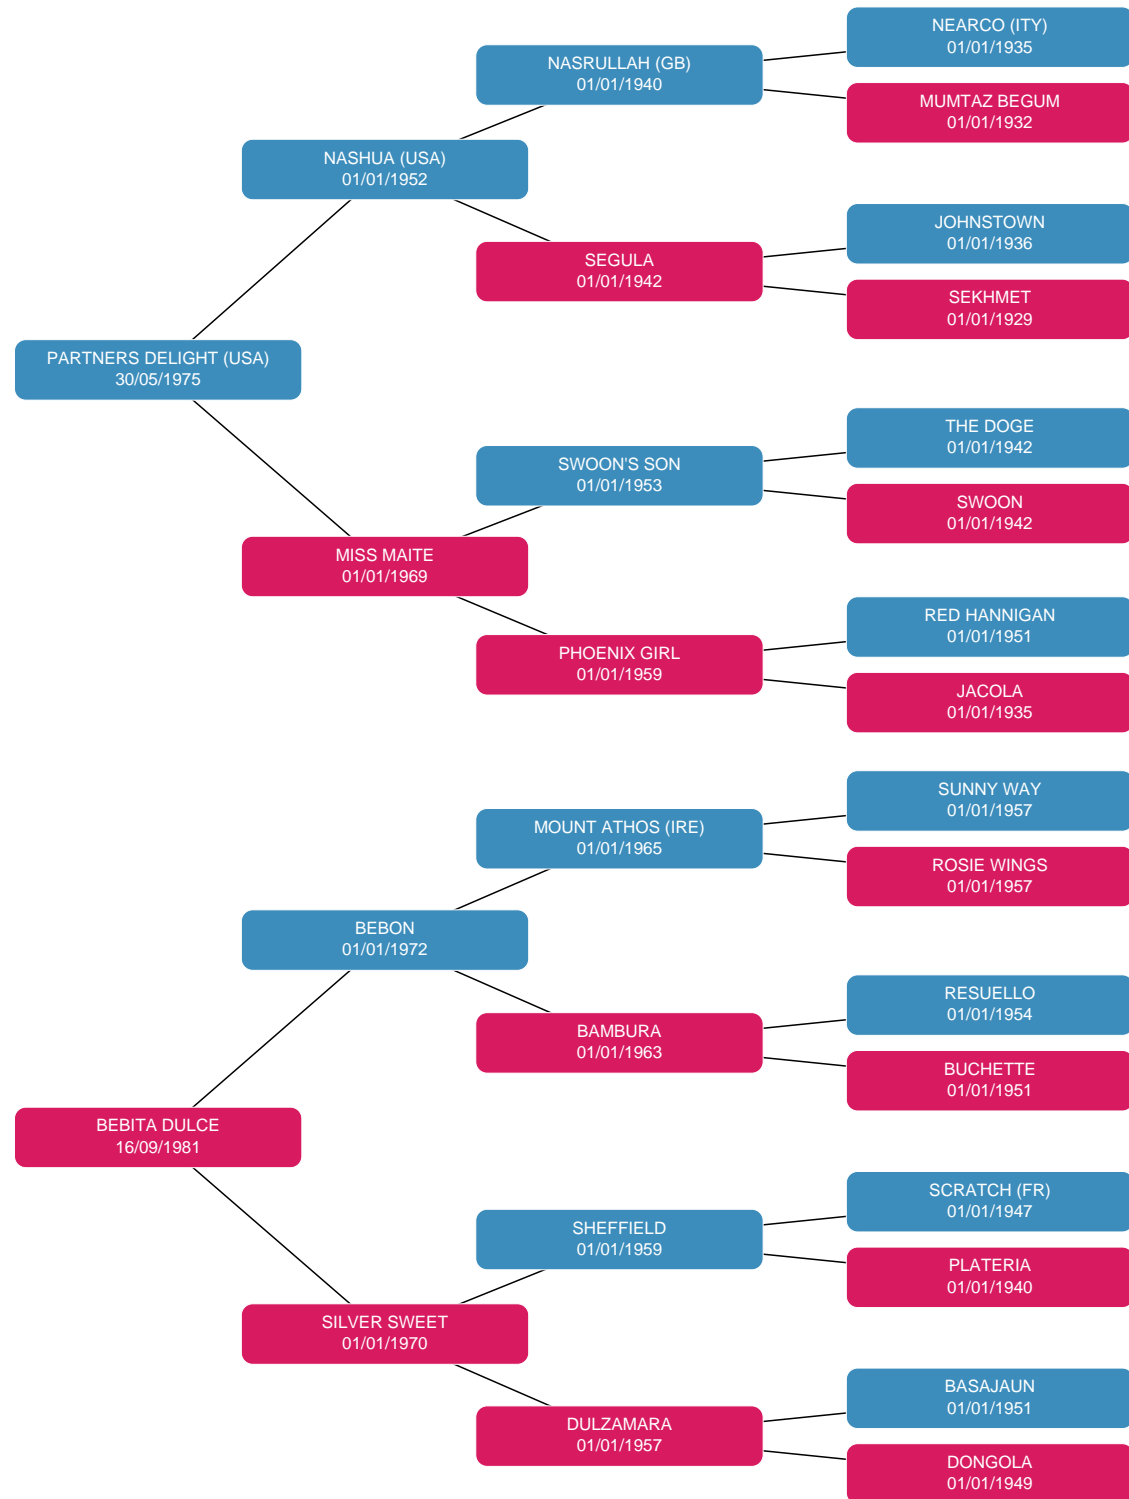 NEARCO (ITY)
01/01/1935
NASRULLAH (GB)
01/01/1940
MUMTAZ BEGUM
01/01/1932
NASHUA (USA)
01/01/1952
JOHNSTOWN
01/01/1936
SEGULA
01/01/1942
SEKHMET
01/01/1929
PARTNERS DELIGHT (USA)
30/05/1975
THE DOGE
01/01/1942
SWOON'S SON
01/01/1953
SWOON
01/01/1942
MISS MAITE
01/01/1969
RED HANNIGAN
01/01/1951
PHOENIX GIRL
01/01/1959
JACOLA
01/01/1935
SUNNY WAY
01/01/1957
MOUNT ATHOS (IRE)
01/01/1965
ROSIE WINGS
01/01/1957
BEBON
01/01/1972
RESUELLO
01/01/1954
BAMBURA
01/01/1963
BUCHETTE
01/01/1951
BEBITA DULCE
16/09/1981
SCRATCH (FR)
01/01/1947
SHEFFIELD
01/01/1959
PLATERIA
01/01/1940
SILVER SWEET
01/01/1970
BASAJAUN
01/01/1951
DULZAMARA
01/01/1957
DONGOLA
01/01/1949